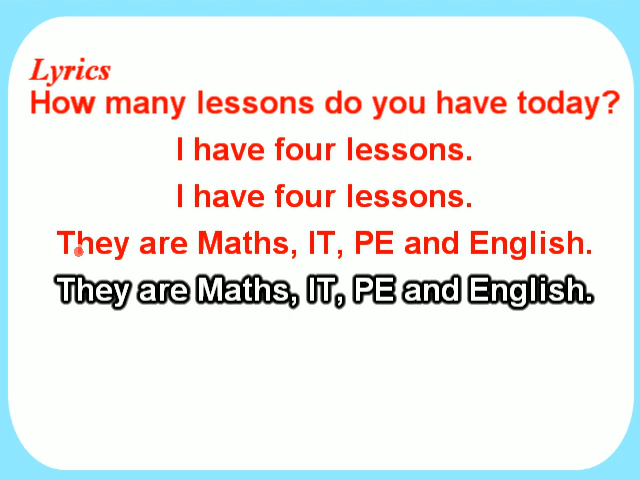 Lyrics
How many lessons do you have today?
I have four lessons.
I have four lessons.
They are Maths, IT, PE and English.
They are Maths, IT, PE and English.